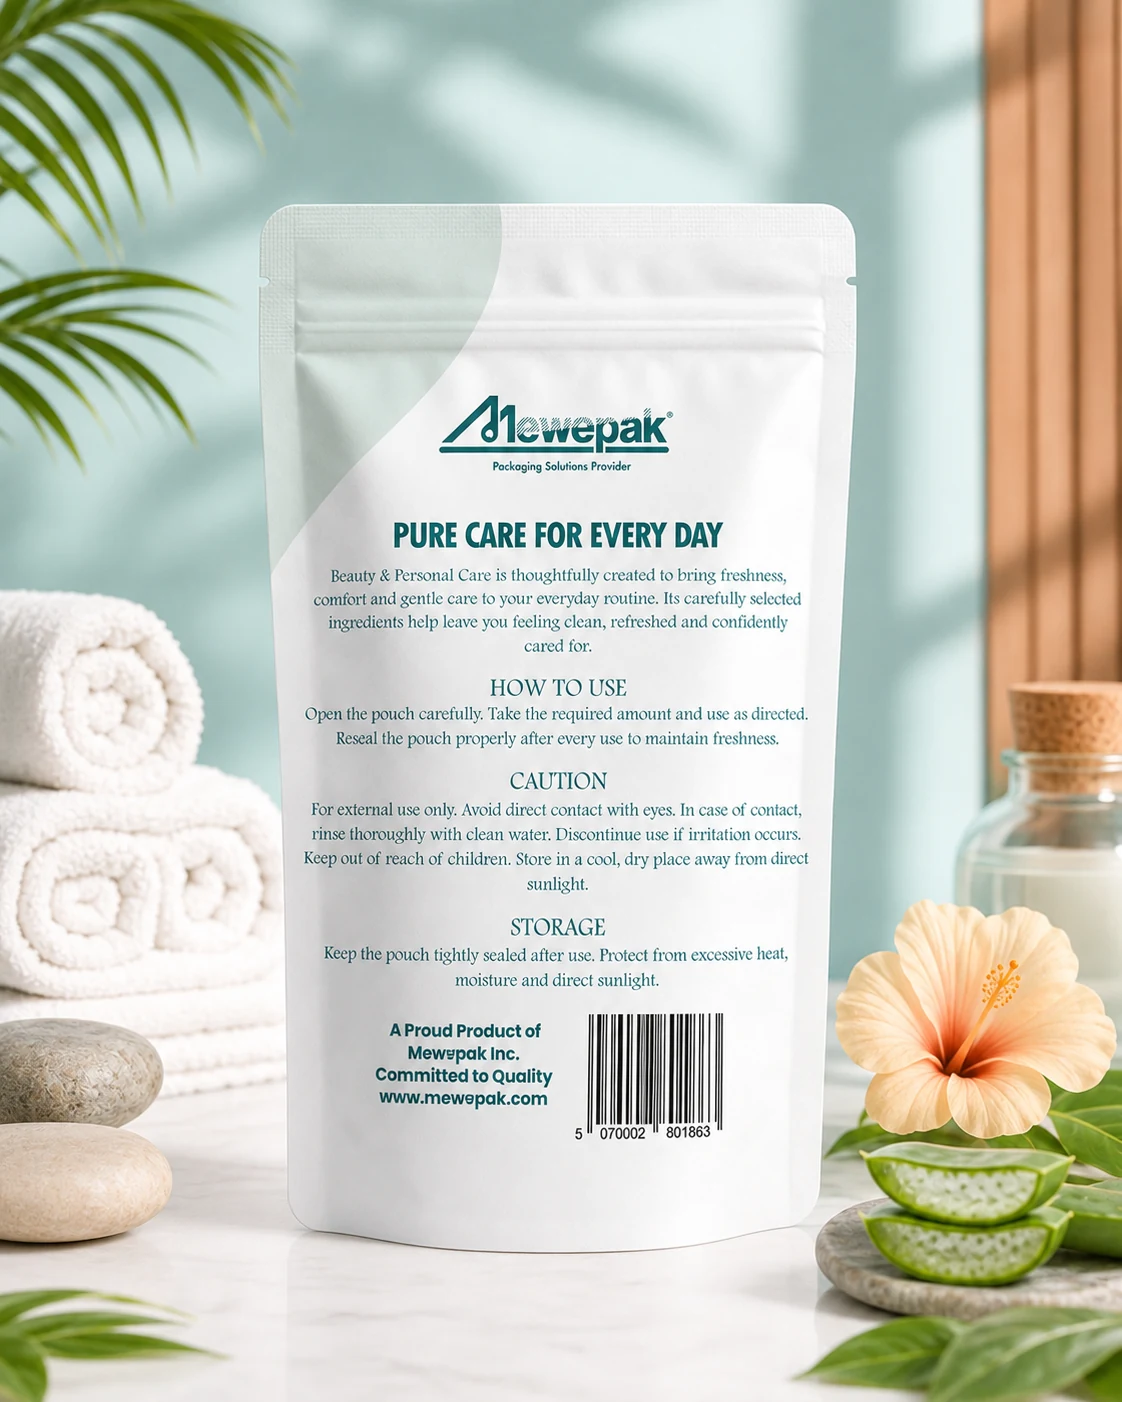 Mewepak®
Packaging Solutions Provider
PURE CARE FOR EVERY DAY
Beauty & Personal Care is thoughtfully created to bring freshness,
comfort and gentle care to your everyday routine. Its carefully selected
ingredients help leave you feeling clean, refreshed and confidently
cared for.
HOW TO USE
Open the pouch carefully. Take the required amount and use as directed.
Reseal the pouch properly after every use to maintain freshness.
CAUTION
For external use only. Avoid direct contact with eyes. In case of contact,
rinse thoroughly with clean water. Discontinue use if irritation occurs.
Keep out of reach of children. Store in a cool, dry place away from direct
sunlight.
STORAGE
Keep the pouch tightly sealed after use. Protect from excessive heat,
moisture and direct sunlight.
A Proud Product of
Mewepak Inc.
Committed to Quality
www.mewepak.com
5 070002 801863